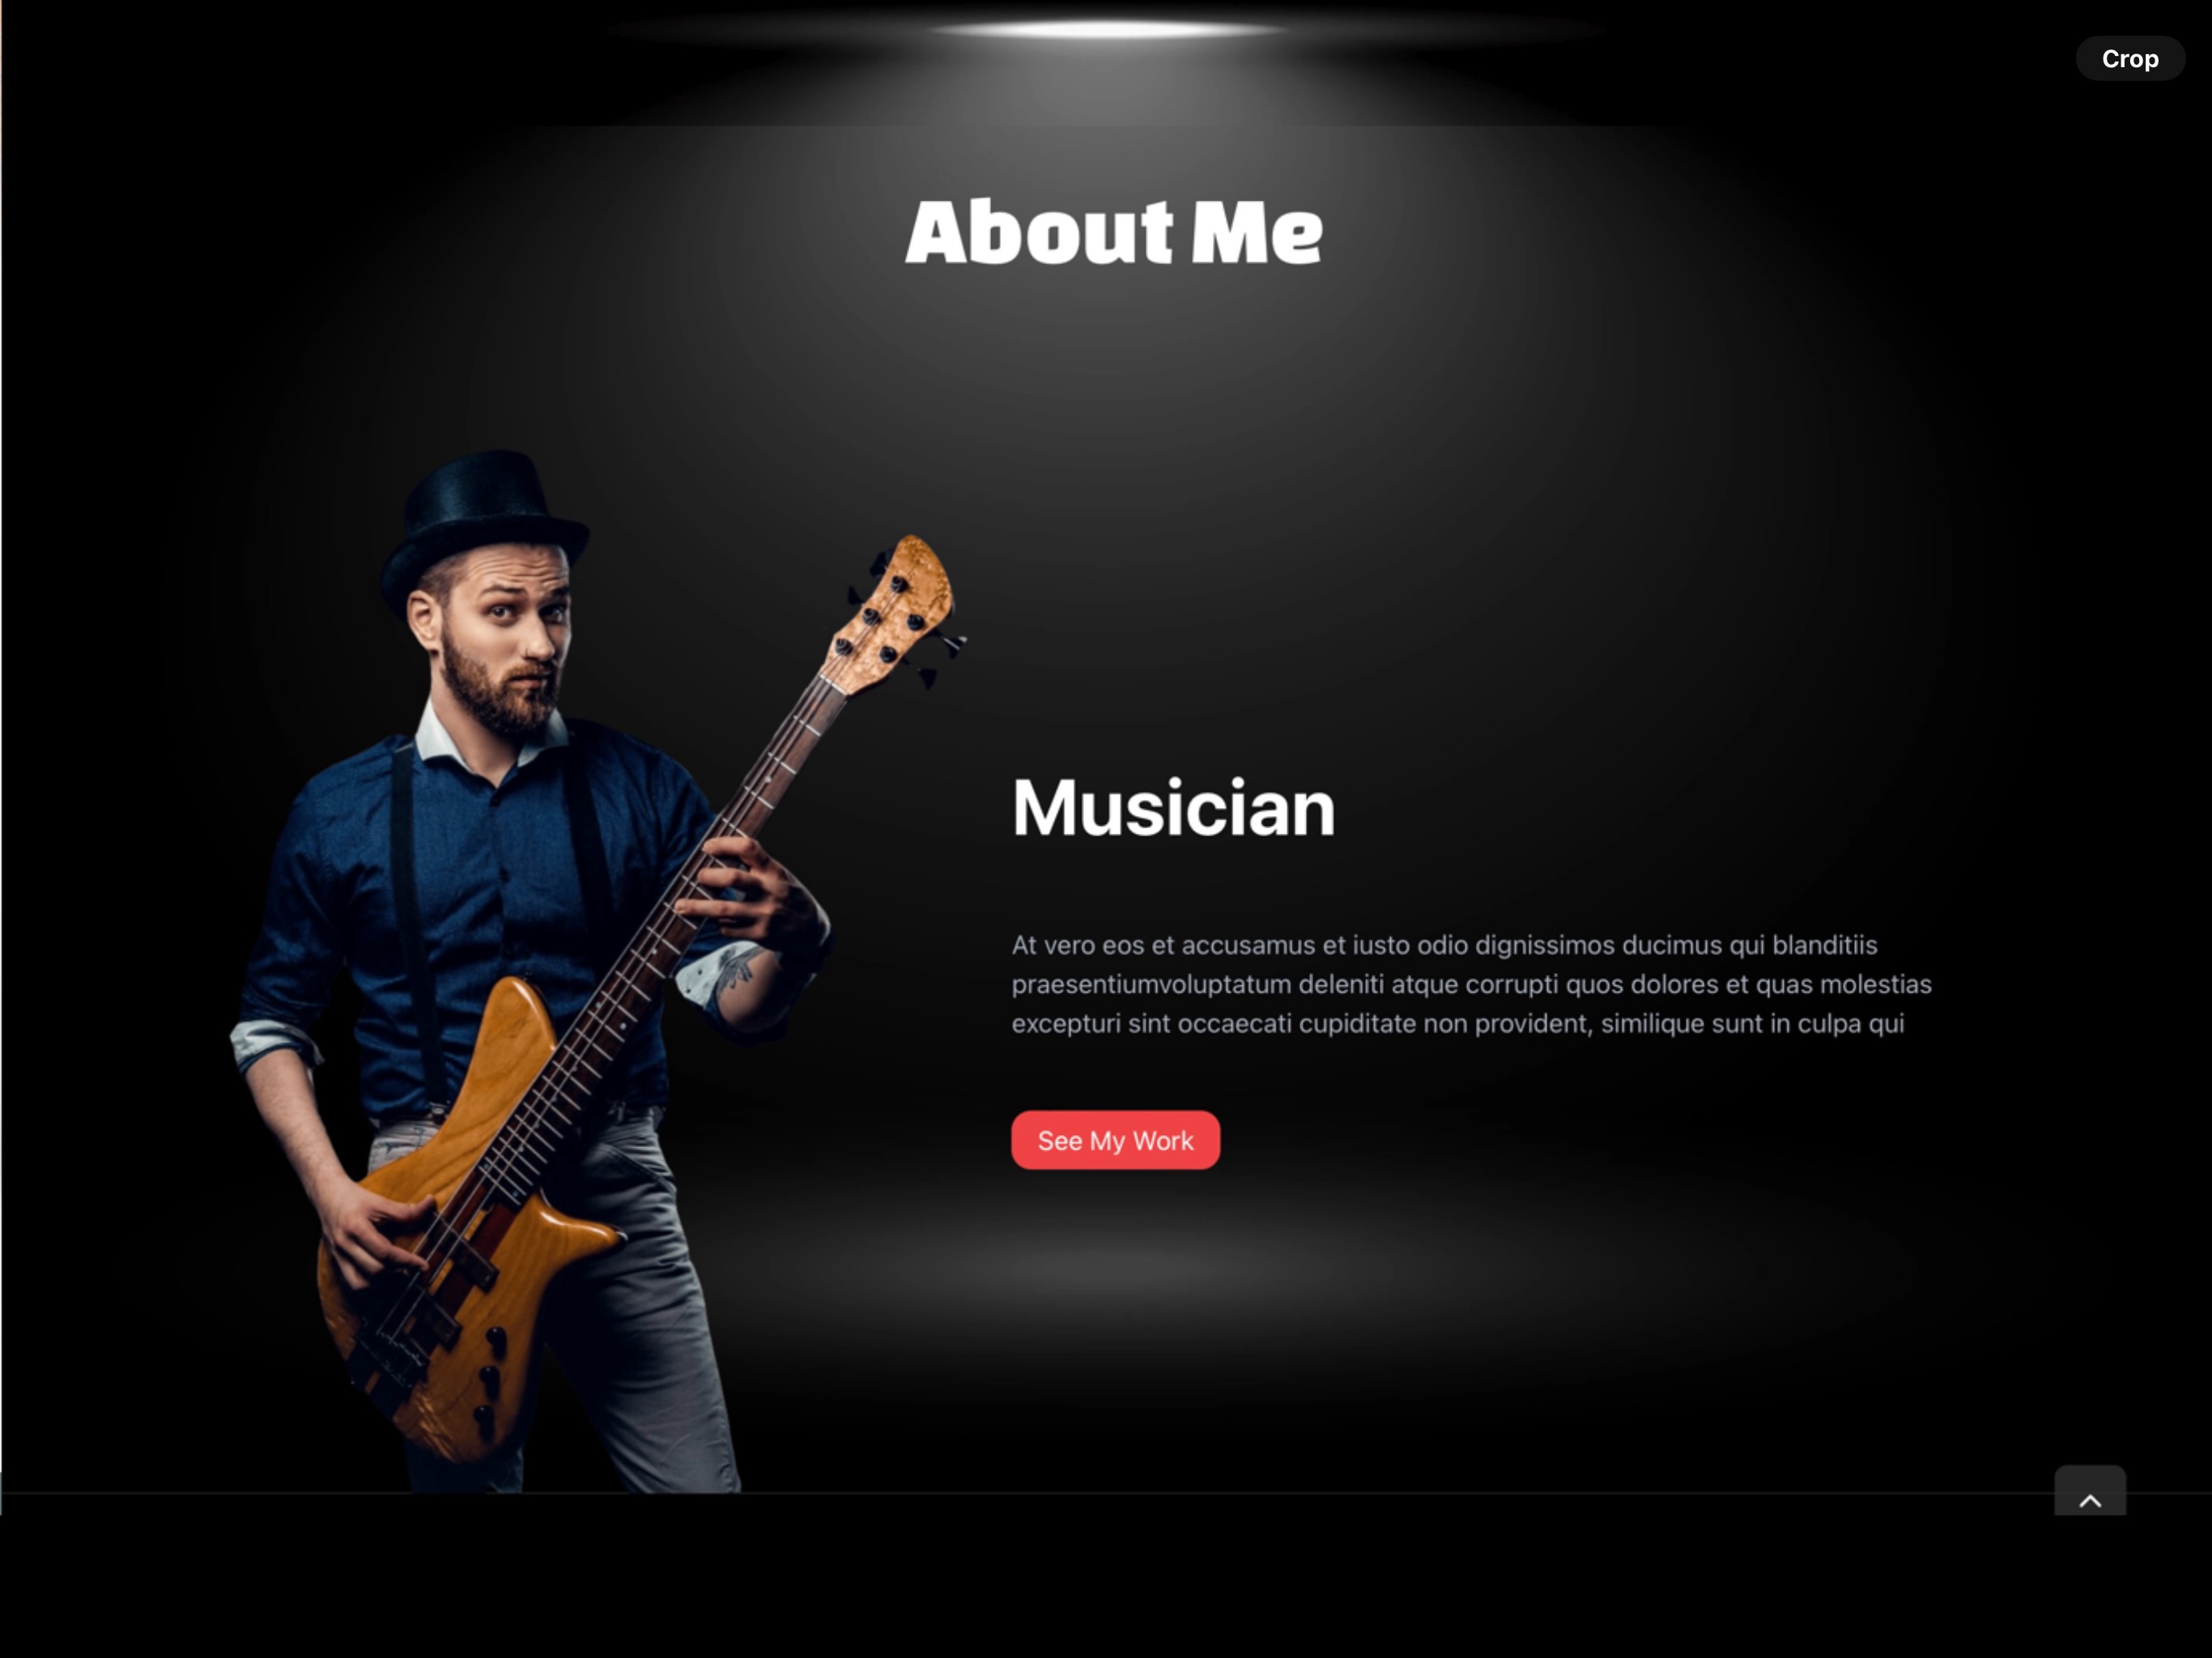 Crop
About Me
Musician
At vero eos et accusamus et iusto odio dignissimos ducimus qui blanditiis
praesentiumvoluptatum deleniti atque corrupti quos dolores et quas molestias
excepturi sint occaecati cupiditate non provident, similique sunt in culpa qui
See My Work